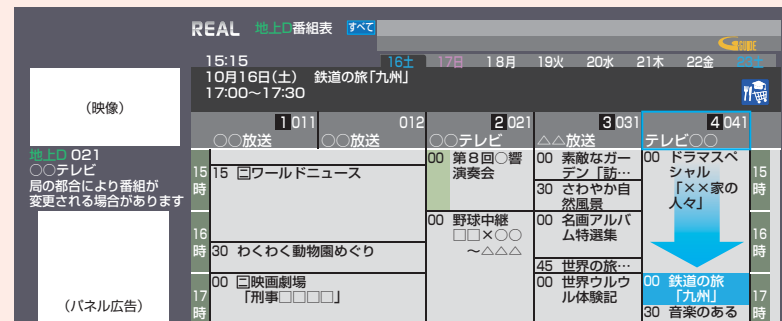 REAL 地上D番組表 すべて
G GUIDE
15:15 16土 17日 18月 19火 20水 21木 22金 23土
10月16日(土) 鉄道の旅「九州」
17:00〜17:30
(映像)
1 011 012 2 021 3 031 4 041
○○放送 ○○放送 ○○テレビ △△放送 テレビ○○
地上D 021
○○テレビ
局の都合により番組が
変更される場合があります
(パネル広告)
15時
16時
17時
15 ワールドニュース
30 わくわく動物園めぐり
00 映画劇場
「刑事□□□□」
00 第8回○響
演奏会
00 野球中継
□□×○○
〜△△△
00 素敵なガー
デン「訪…
30 さわやか自
然風景
00 名画アルバ
ム特選集
45 世界の旅…
00 世界ウルウ
ル体験記
00 ドラマスペ
シャル
「××家の
人々」
00 鉄道の旅
「九州」
30 音楽のある
15時
16時
17時